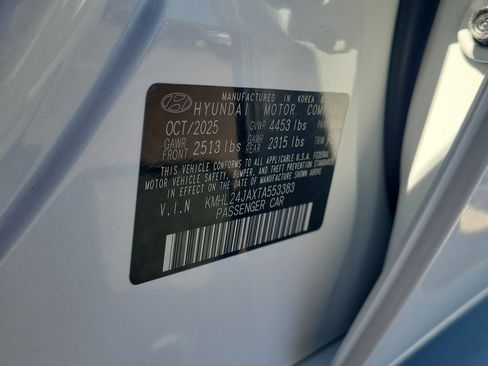 MANUFACTURED IN KOREA
HYUNDAI MOTOR
OCT/2025 GVWR 4453 lbs
GAWR FRONT 2513 lbs GAWR REAR 2315 lbs TRIM
THIS VEHICLE CONFORMS TO ALL APPLICABLE U.S.A. FEDERAL
MOTOR VEHICLE SAFETY, BUMPER, AND THEFT PREVENTION STANDARDS
IN EFFECT ON THE DATE OF MANUFACTURE SHOWN ABOVE.
V.I.N KMHL24JAXTA553383
PASSENGER CAR